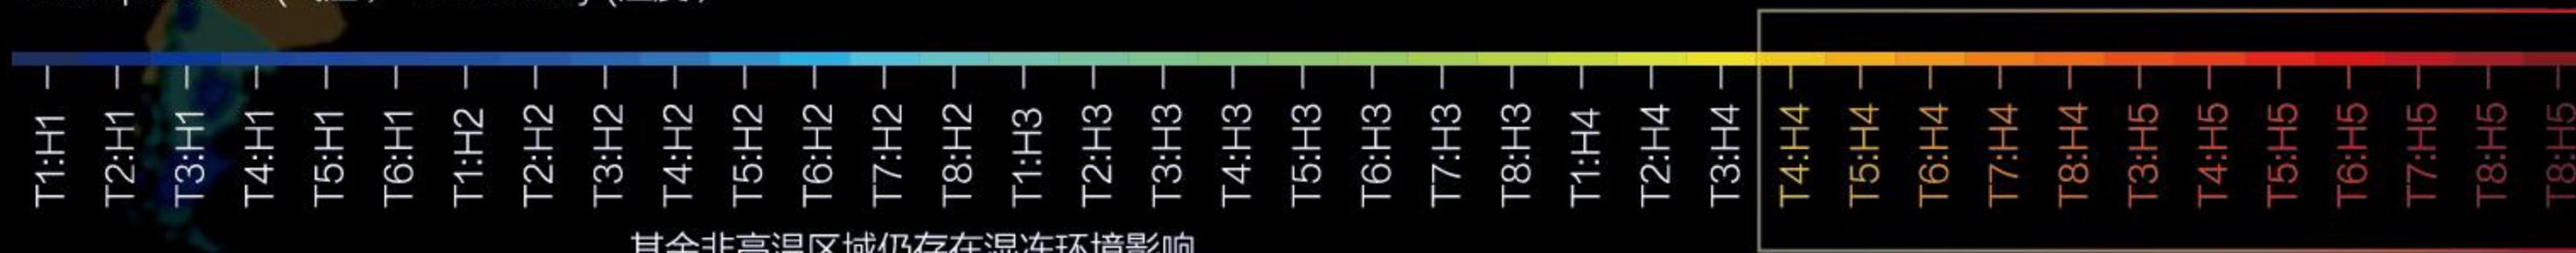 T1:H1 T2:H1 T3:H1 T4:H1 T5:H1 T6:H1 T1:H2 T2:H2 T3:H2 T4:H2 T5:H2 T6:H2 T7:H2 T8:H2 T1:H3 T2:H3 T3:H3 T4:H3 T5:H3 T6:H3 T7:H3 T8:H3 T1:H4 T2:H4 T3:H4 T4:H4 T5:H4 T6:H4 T7:H4 T8:H4 T3:H5 T4:H5 T5:H5 T6:H5 T7:H5 T8:H5 T8:H5
其余非高温区域仍存在湿冻环境影响